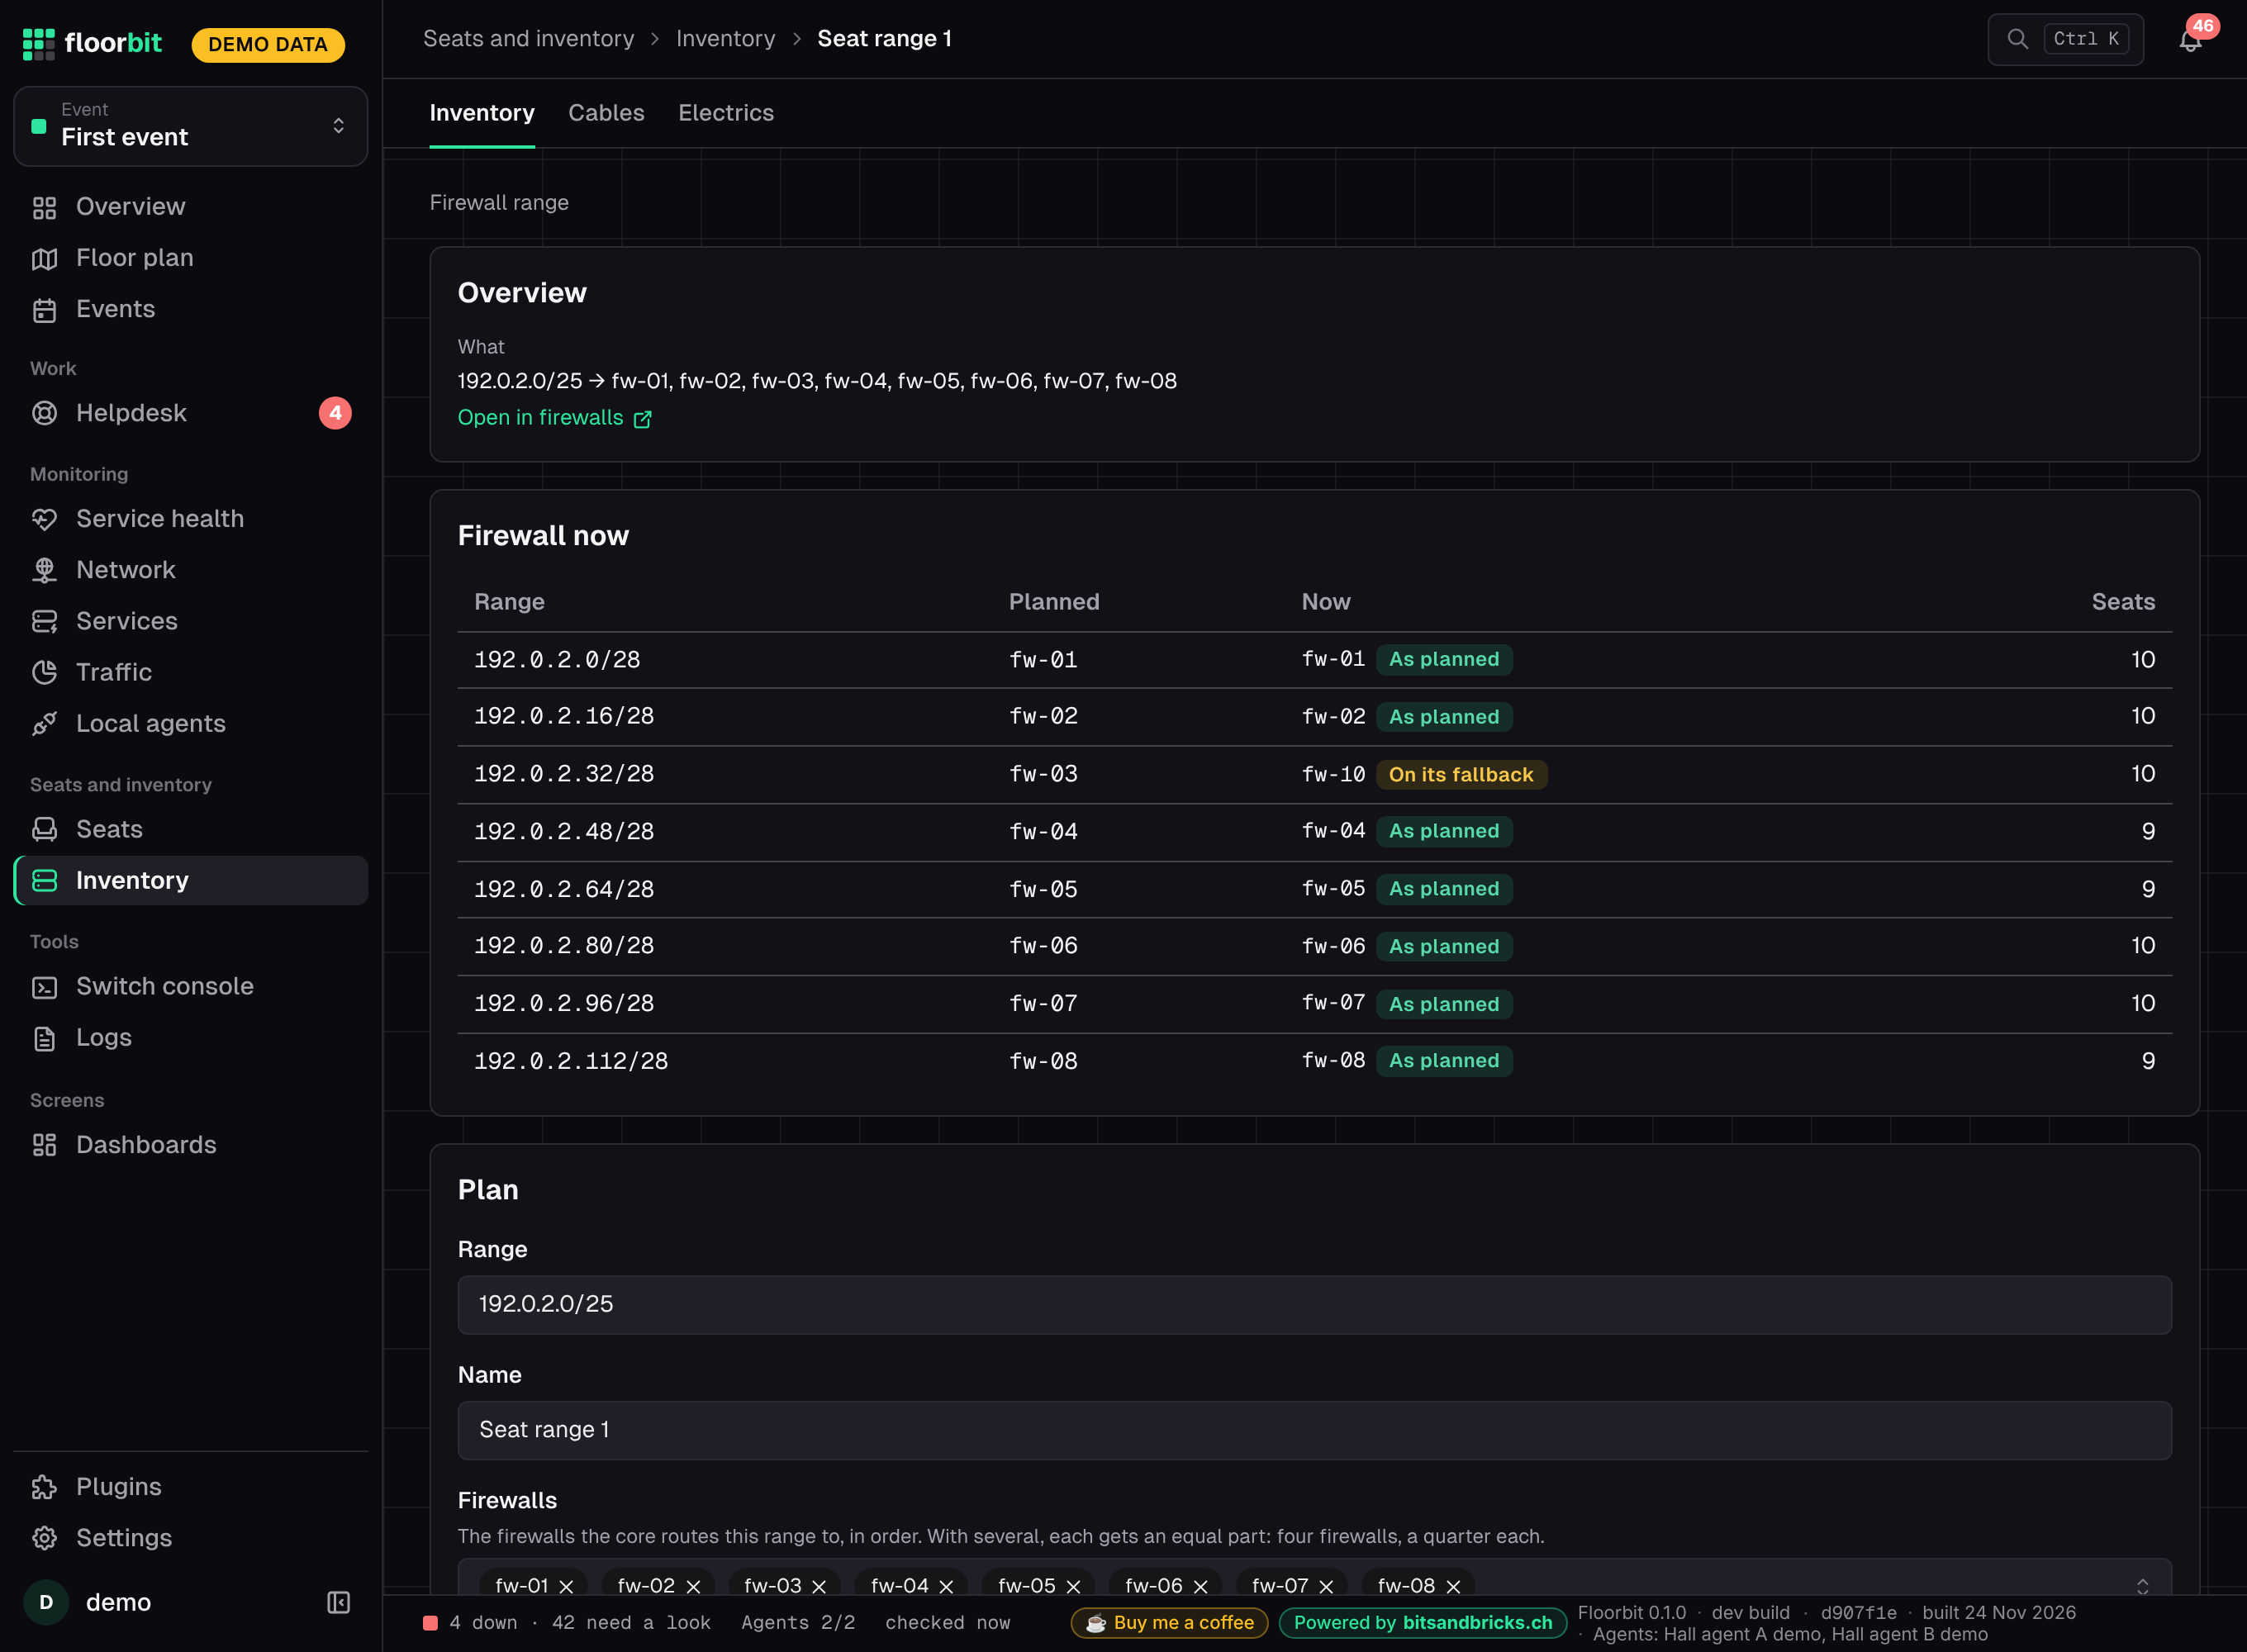 floorbit DEMO DATA
Event
First event
Overview
Floor plan
Events
Work
Helpdesk 4
Monitoring
Service health
Network
Services
Traffic
Local agents
Seats and inventory
Seats
Inventory
Tools
Switch console
Logs
Screens
Dashboards
Plugins
Settings
D demo
Seats and inventory > Inventory > Seat range 1
Ctrl K
46
Inventory Cables Electrics
Firewall range
Overview
What
192.0.2.0/25 → fw-01, fw-02, fw-03, fw-04, fw-05, fw-06, fw-07, fw-08
Open in firewalls
Firewall now
Range Planned Now Seats
192.0.2.0/28 fw-01 fw-01 As planned 10
192.0.2.16/28 fw-02 fw-02 As planned 10
192.0.2.32/28 fw-03 fw-10 On its fallback 10
192.0.2.48/28 fw-04 fw-04 As planned 9
192.0.2.64/28 fw-05 fw-05 As planned 9
192.0.2.80/28 fw-06 fw-06 As planned 10
192.0.2.96/28 fw-07 fw-07 As planned 10
192.0.2.112/28 fw-08 fw-08 As planned 9
Plan
Range
192.0.2.0/25
Name
Seat range 1
Firewalls
The firewalls the core routes this range to, in order. With several, each gets an equal part: four firewalls, a quarter each.
fw-01 × fw-02 × fw-03 × fw-04 × fw-05 × fw-06 × fw-07 × fw-08 ×
4 down · 42 need a look Agents 2/2 checked now
☕ Buy me a coffee
Powered by bitsandbricks.ch
Floorbit 0.1.0 · dev build · d907f1e · built 24 Nov 2026
· Agents: Hall agent A demo, Hall agent B demo